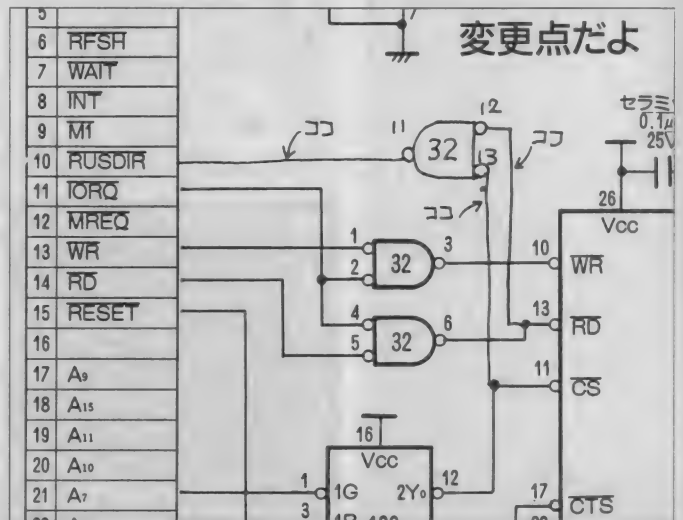 変更点だよ
5
6 RFSH
7 WAIT
8 INT
9 M1
10 RUSDIR
11 IORQ
12 MREQ
13 WR
14 RD
15 RESET
16
17 A9
18 A15
19 A11
20 A10
21 A7
ココ
11
32
12
13
ココ
ココ
セラミ
0.1μ
25V
26
Vcc
1
2
32
3
10
WR
4
5
32
6
13
RD
11
CS
16
Vcc
1
1G
2Y0
12
3
17
CTS